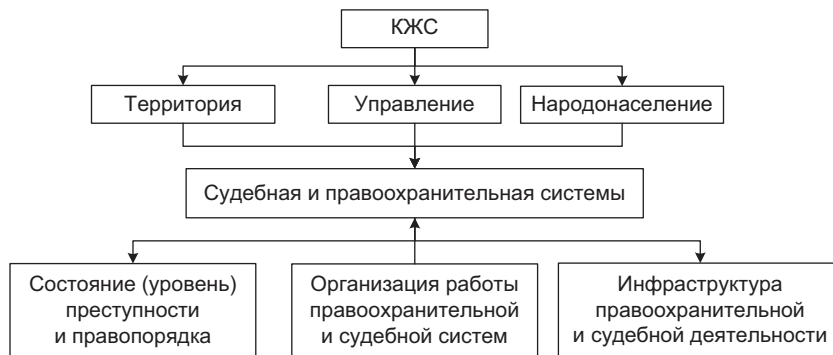 КЖС
Территория
Управление
Народонаселение
Судебная и правоохранительная системы
Состояние (уровень)
преступности
и правопорядка
Организация работы
правоохранительной
и судебной систем
Инфраструктура
правоохранительной
и судебной деятельности